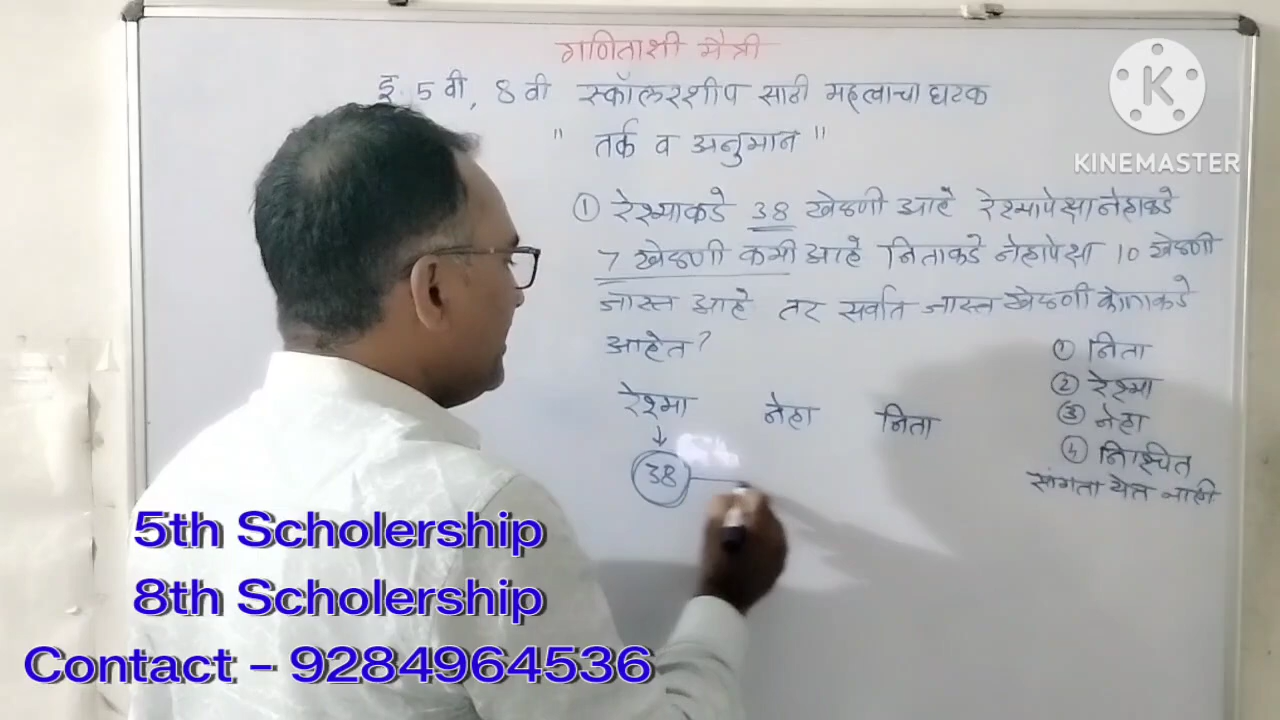 गणिताशी मैत्री
इ. 5 वी, 8 वी स्कॉलरशीप साठी महत्वाचा घटक
" तर्क व अनुमान "
① रेश्माकडे 38 खेळणी आहे रेश्मापेक्षा नेहाकडे
7 खेळणी कमी आहे निताकडे नेहापेक्षा 10 खेळणी
जास्त आहे तर सर्वात जास्त खेळणी कोणाकडे
आहेत?
① निता
② रेश्मा
③ नेहा
④ निश्चित
सांगता येत नाही
रेश्मा नेहा निता
↓
38
K
KINEMASTER
5th Scholership
8th Scholership
Contact - 9284964536